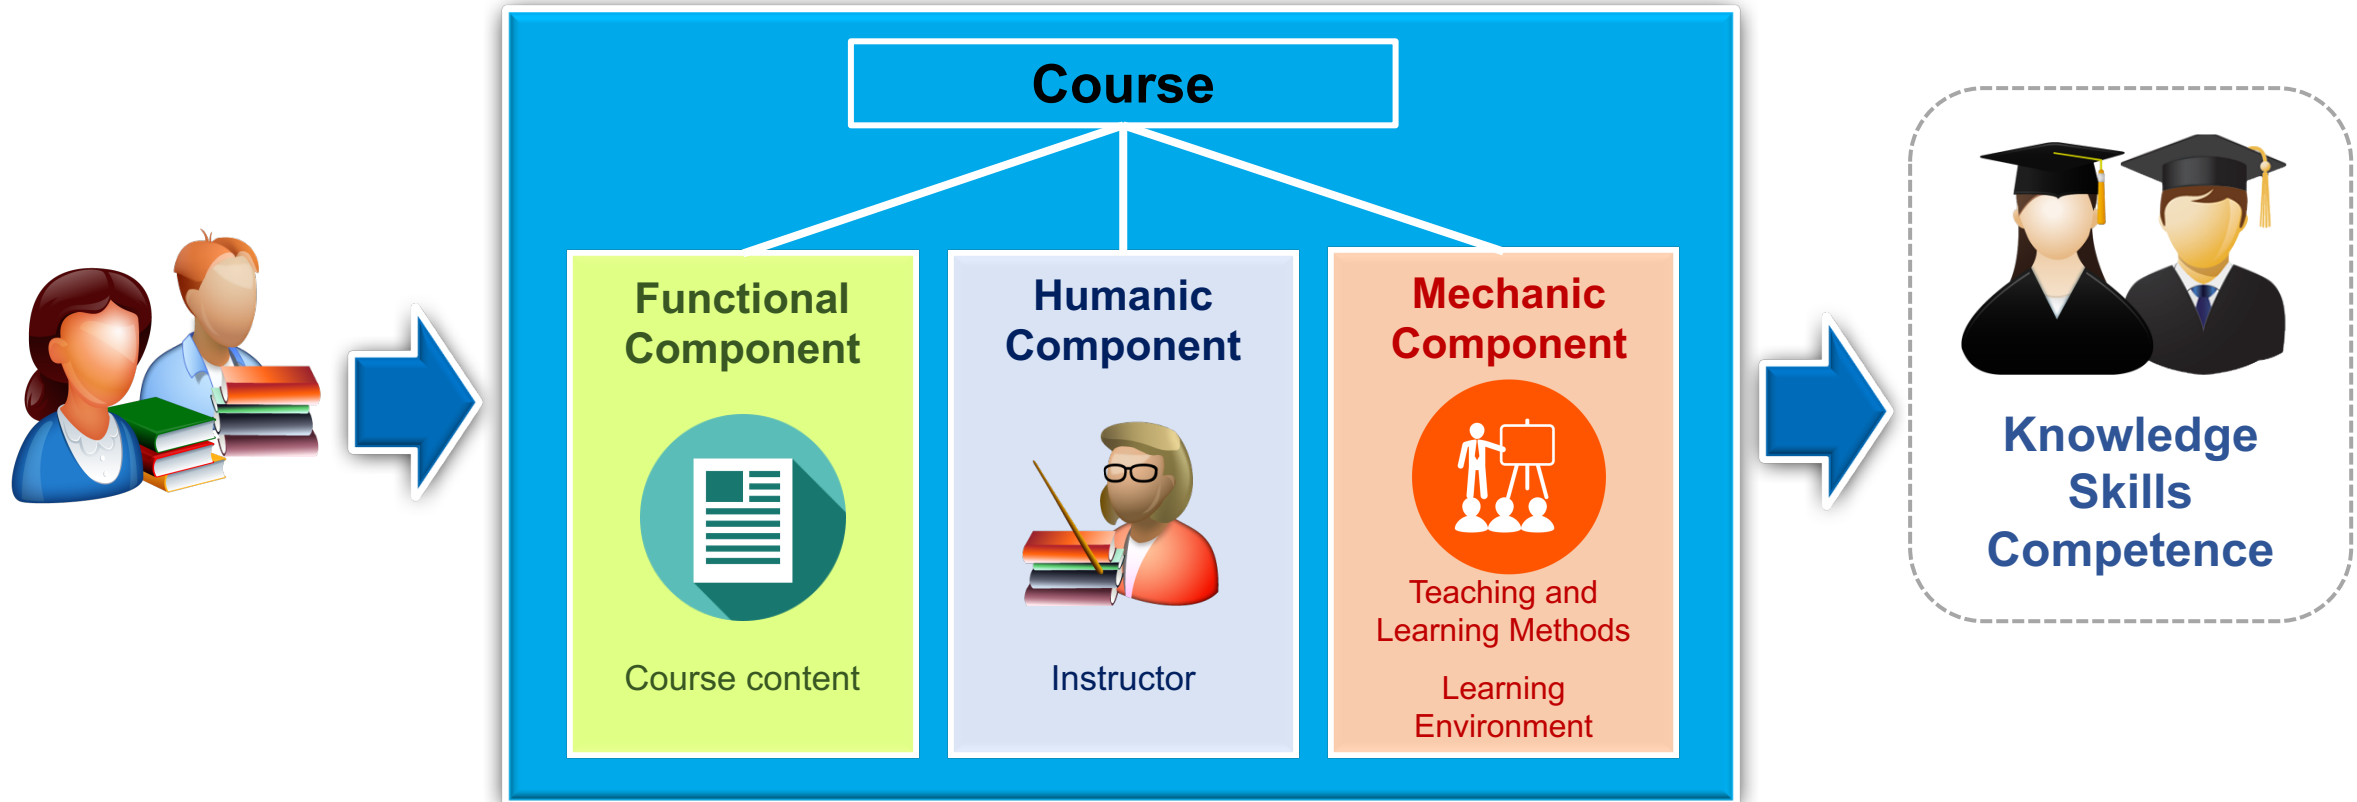 Course
Functional
Component
Course content
Humanic
Component
Instructor
Mechanic
Component
Teaching and
Learning Methods
Learning
Environment
Knowledge
Skills
Competence